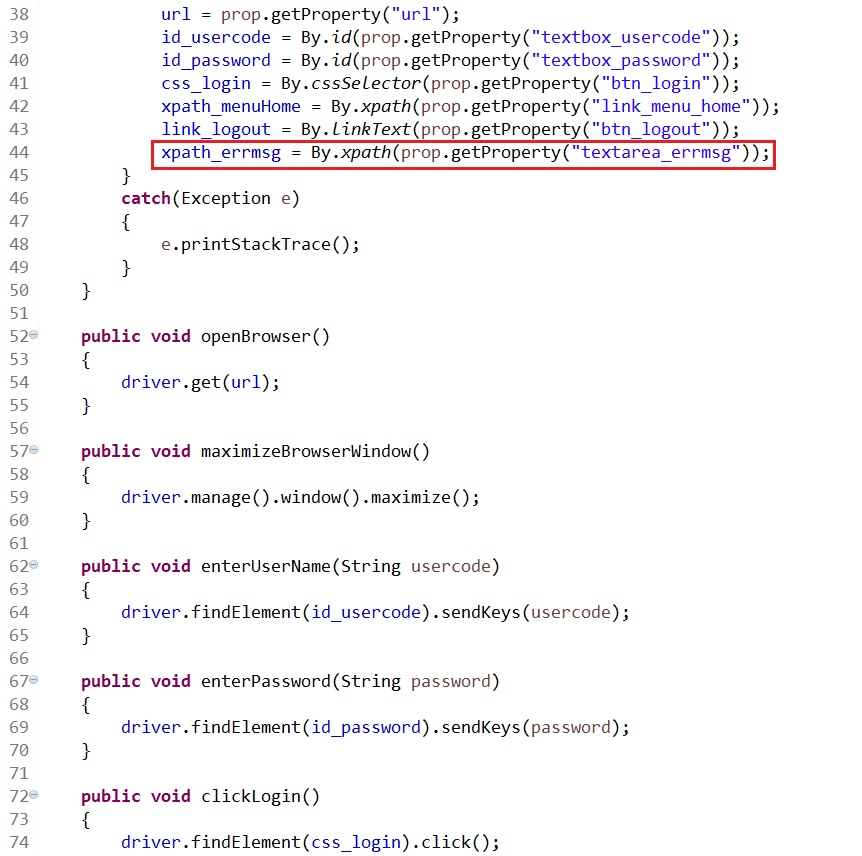 38 url = prop.getProperty("url");
39 id_usercode = By.id(prop.getProperty("textbox_usercode"));
40 id_password = By.id(prop.getProperty("textbox_password"));
41 css_login = By.cssSelector(prop.getProperty("btn_login"));
42 xpath_menuHome = By.xpath(prop.getProperty("link_menu_home"));
43 link_logout = By.linkText(prop.getProperty("btn_logout"));
44 xpath_errmsg = By.xpath(prop.getProperty("textarea_errmsg"));
45 }
46 catch(Exception e)
47 {
48 e.printStackTrace();
49 }
50 }
51
52 public void openBrowser()
53 {
54 driver.get(url);
55 }
56
57 public void maximizeBrowserWindow()
58 {
59 driver.manage().window().maximize();
60 }
61
62 public void enterUserName(String usercode)
63 {
64 driver.findElement(id_usercode).sendKeys(usercode);
65 }
66
67 public void enterPassword(String password)
68 {
69 driver.findElement(id_password).sendKeys(password);
70 }
71
72 public void clickLogin()
73 {
74 driver.findElement(css_login).click();